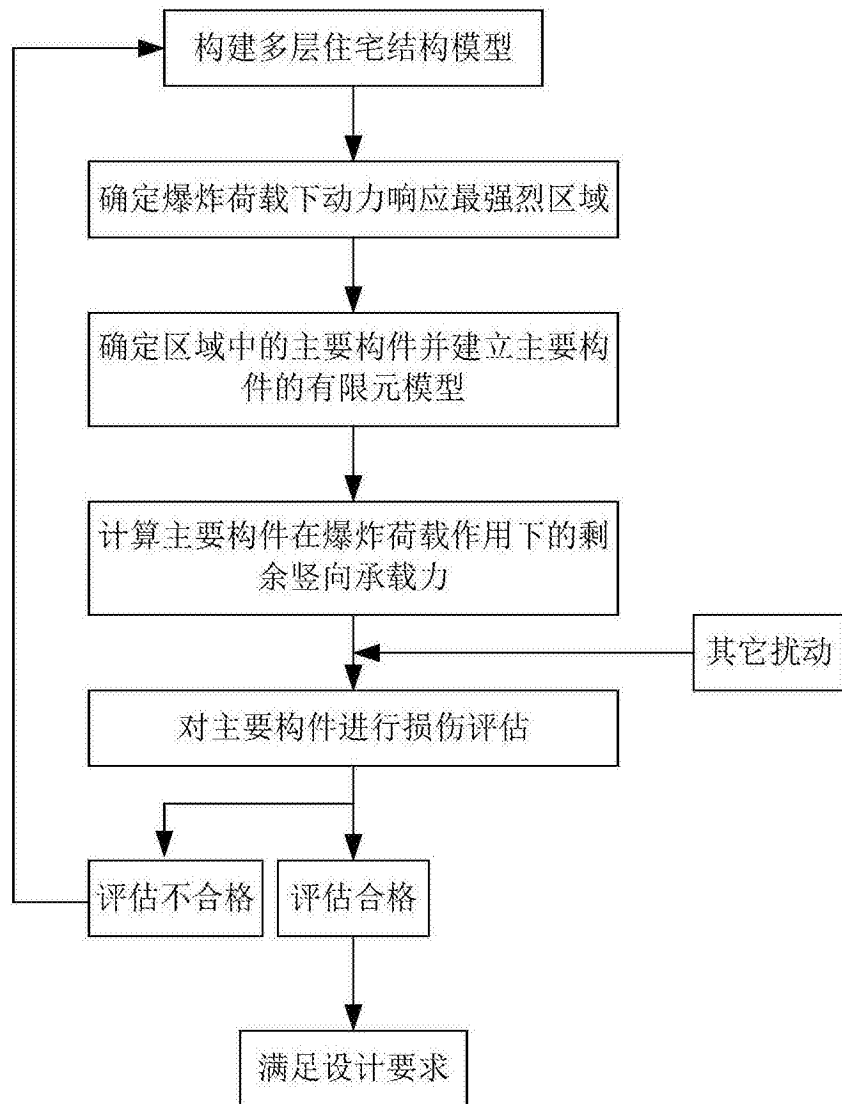 构建多层住宅结构模型
确定爆炸荷载下动力响应最强烈区域
确定区域中的主要构件并建立主要构
件的有限元模型
计算主要构件在爆炸荷载作用下的剩
余竖向承载力
其它扰动
对主要构件进行损伤评估
评估不合格
评估合格
满足设计要求